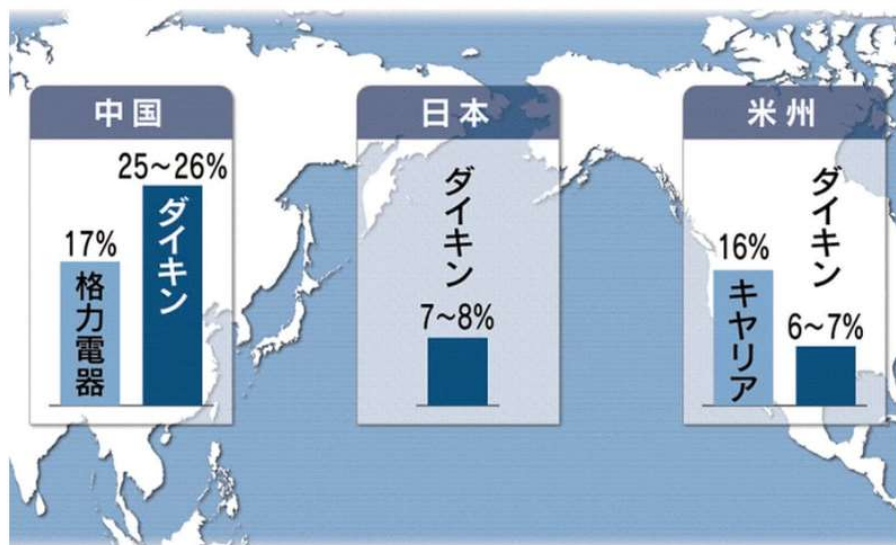 中国
25～26%
ダイキン
17%
格力電器
日本
ダイキン
7～8%
米州
16%
キヤリア
ダイキン
6～7%